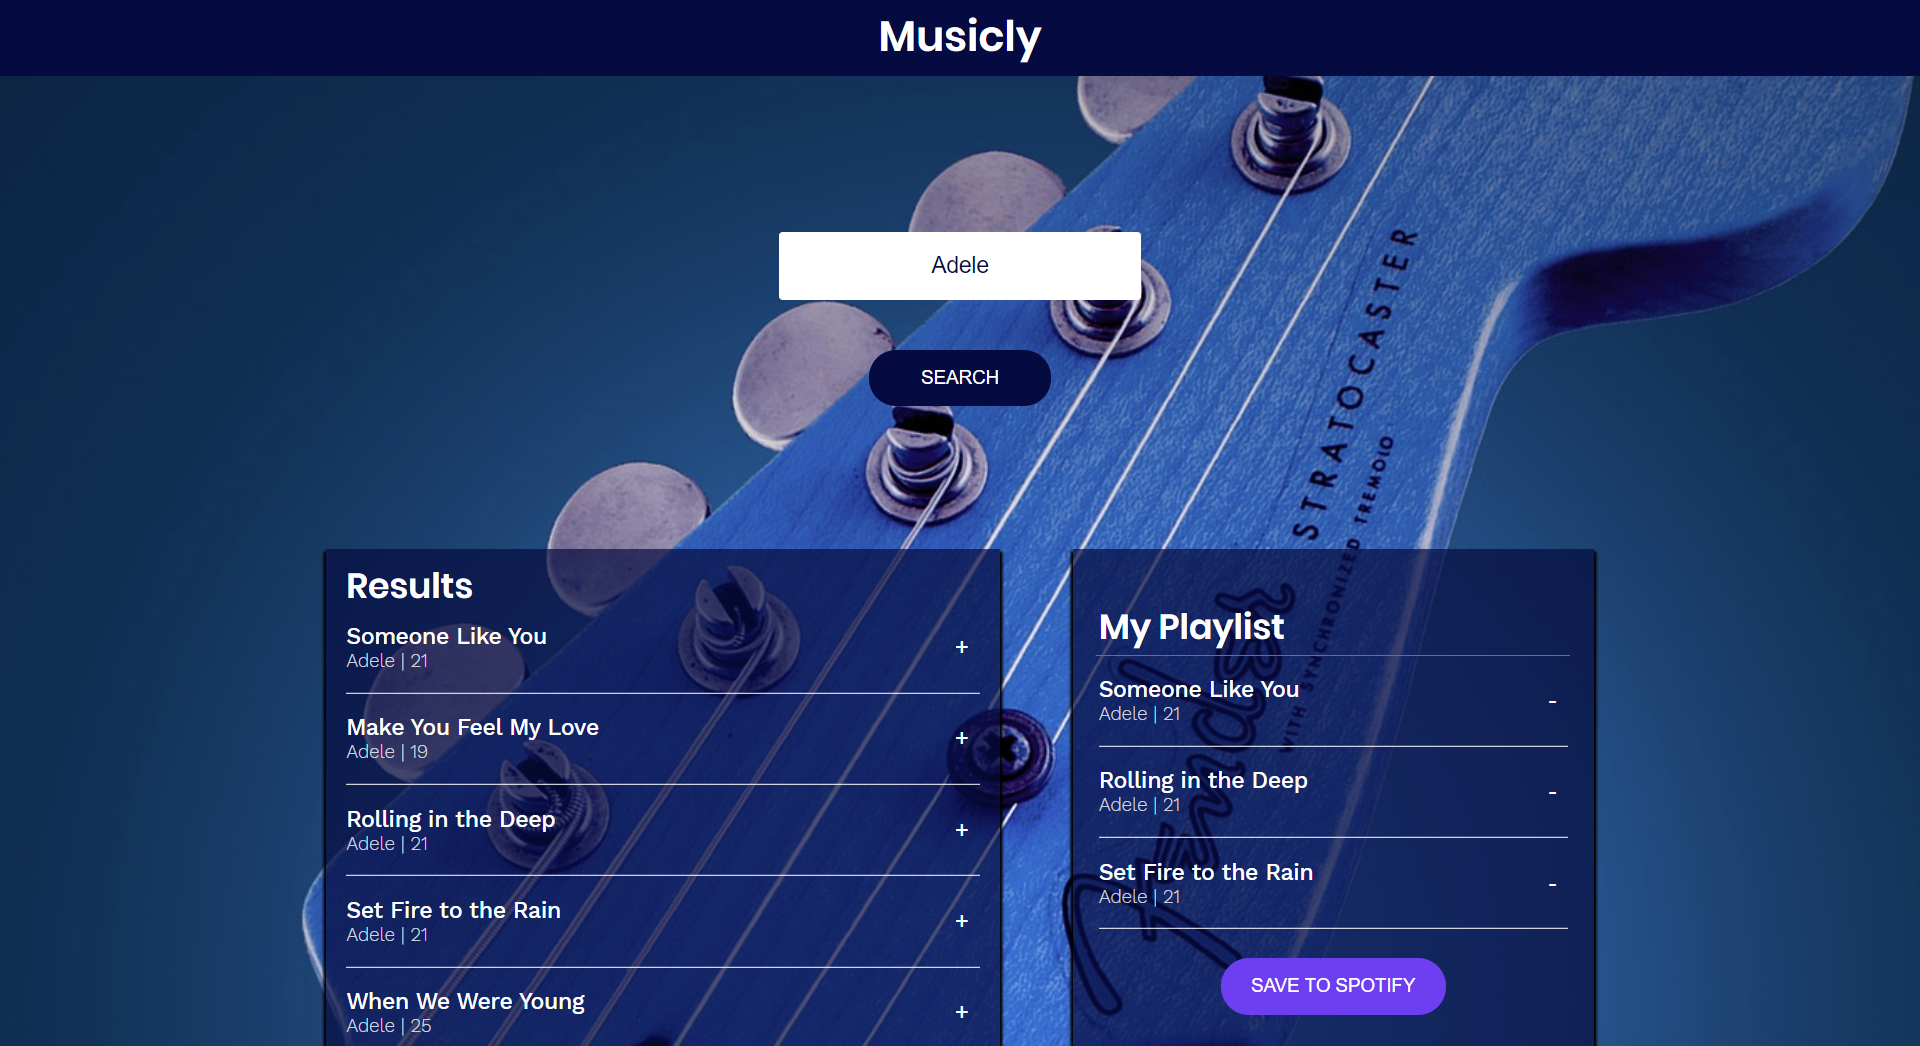 Musicly
Adele
SEARCH
STRATOCASTER
WITH SYNCHRONIZED TREMOLO
Fender
Results
Someone Like You
Adele | 21
+
Make You Feel My Love
Adele | 19
+
Rolling in the Deep
Adele | 21
+
Set Fire to the Rain
Adele | 21
+
When We Were Young
Adele | 25
+
My Playlist
Someone Like You
Adele | 21
-
Rolling in the Deep
Adele | 21
-
Set Fire to the Rain
Adele | 21
-
SAVE TO SPOTIFY